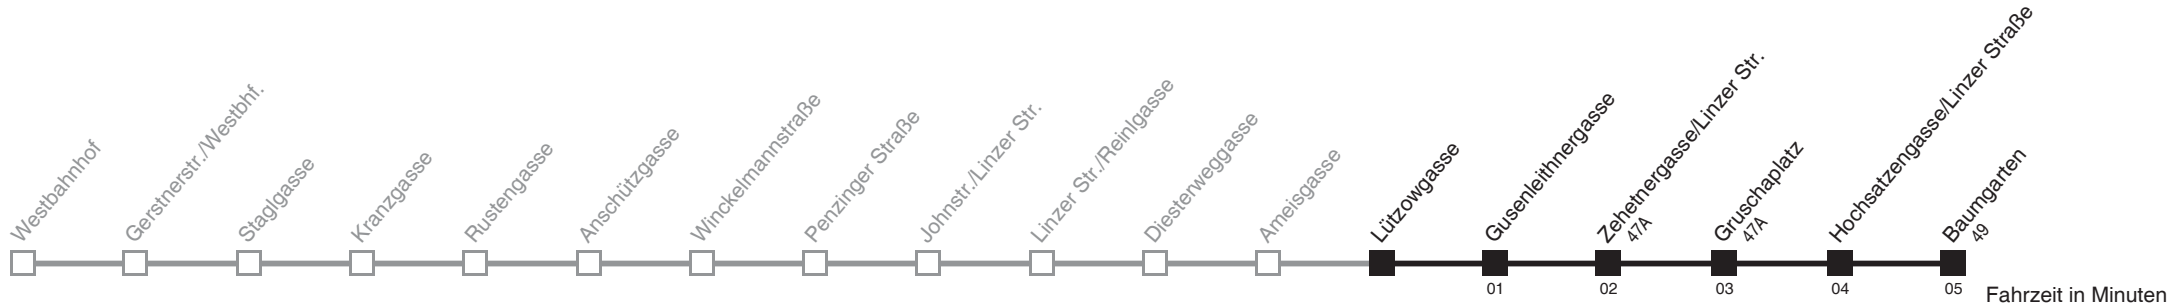 Westbahnhof
Gerstnerstr./Westbhf.
Staglgasse
Kranzgasse
Rustengasse
Anschützgasse
Winckelmannstraße
Penzinger Straße
Johnstr./Linzer Str.
Linzer Str./Reinlgasse
Diesterweggasse
Ameisgasse
Lützowgasse
Gusenleithnergasse
Zehetnergasse/Linzer Str.
47A
Gruschaplatz
47A
Hochsatzengasse/Linzer Straße
Baumgarten
49
01 02 03 04 05 Fahrzeit in Minuten